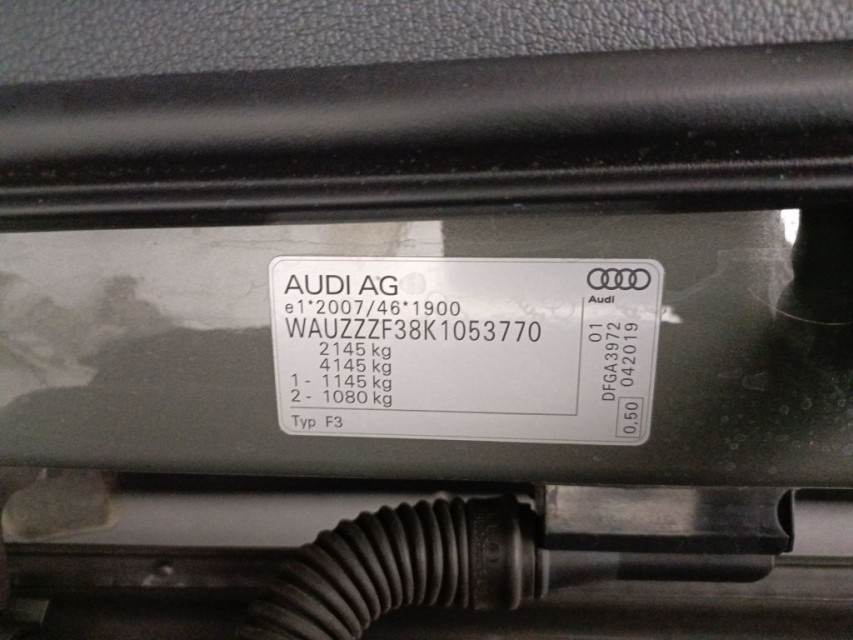 AUDI AG
Audi
e1*2007/46*1900
WAUZZZF38K1053770
2145 kg
4145 kg
1 - 1145 kg
2 - 1080 kg
Typ F3
01
DFGA3972
042019
0.50